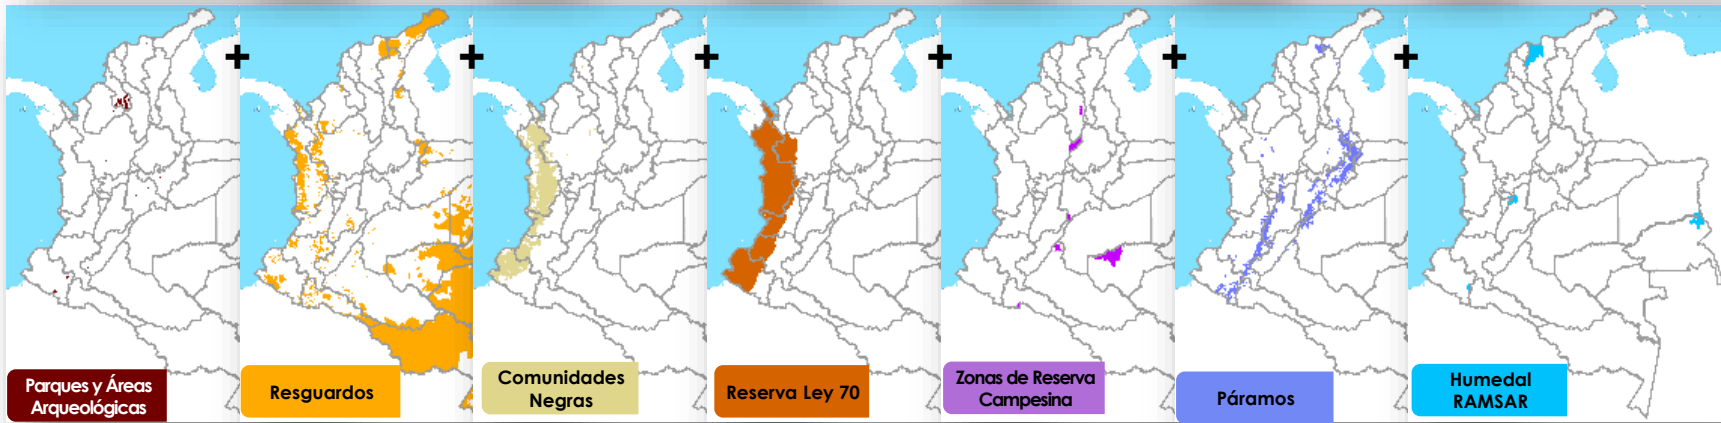 Parques y Áreas
Arqueológicas
Resguardos
Comunidades
Negras
Reserva Ley 70
Zonas de Reserva
Campesina
Páramos
Humedal
RAMSAR